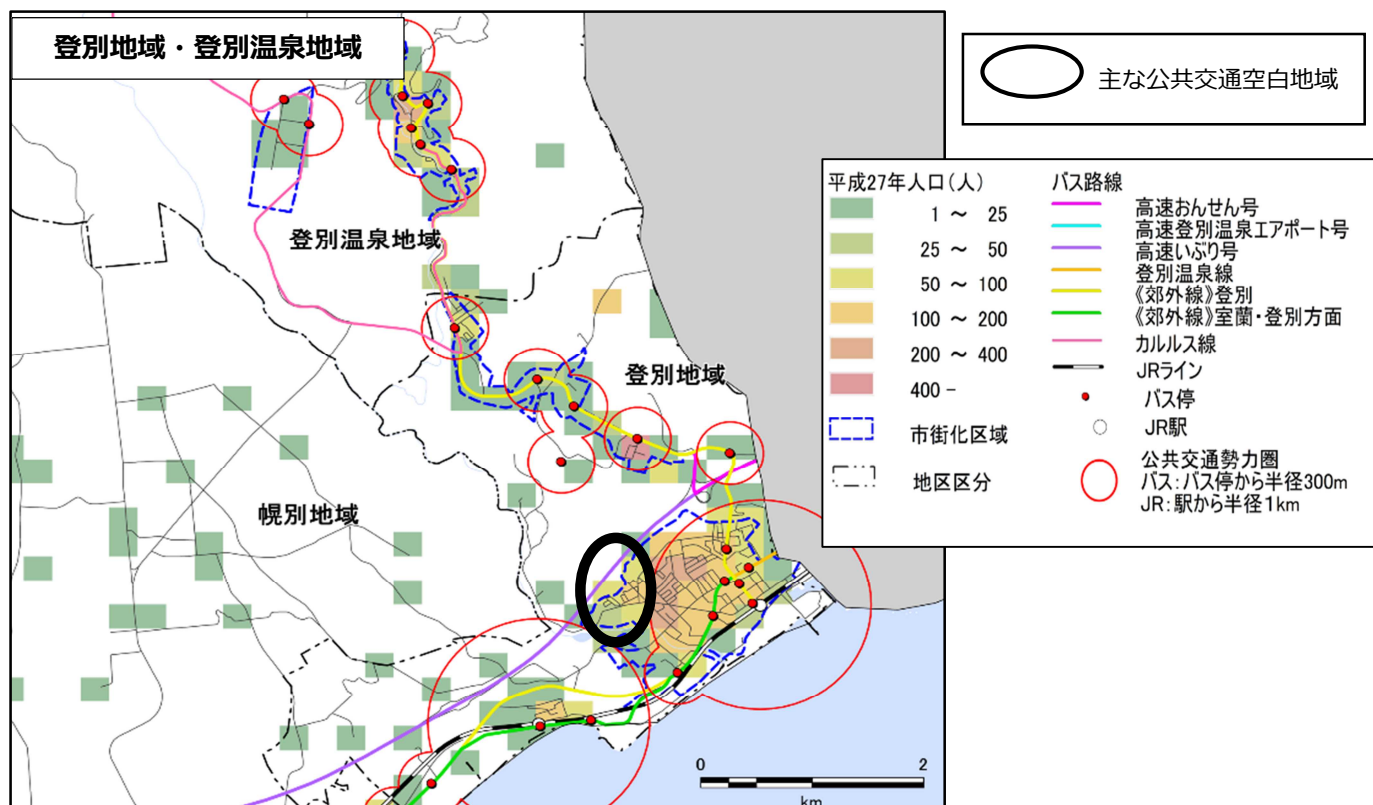 登別地域・登別温泉地域
主な公共交通空白地域
平成27年人口(人)
1 ~ 25
25 ~ 50
50 ~ 100
100 ~ 200
200 ~ 400
400 -
市街化区域
地区区分
バス路線
高速おんせん号
高速登別温泉エアポート号
高速いぶり号
登別温泉線
《郊外線》登別
《郊外線》室蘭・登別方面
カルルス線
JRライン
バス停
JR駅
公共交通勢力圏
バス:バス停から半径300m
JR:駅から半径1km
登別温泉地域
登別地域
幌別地域
0 2
km